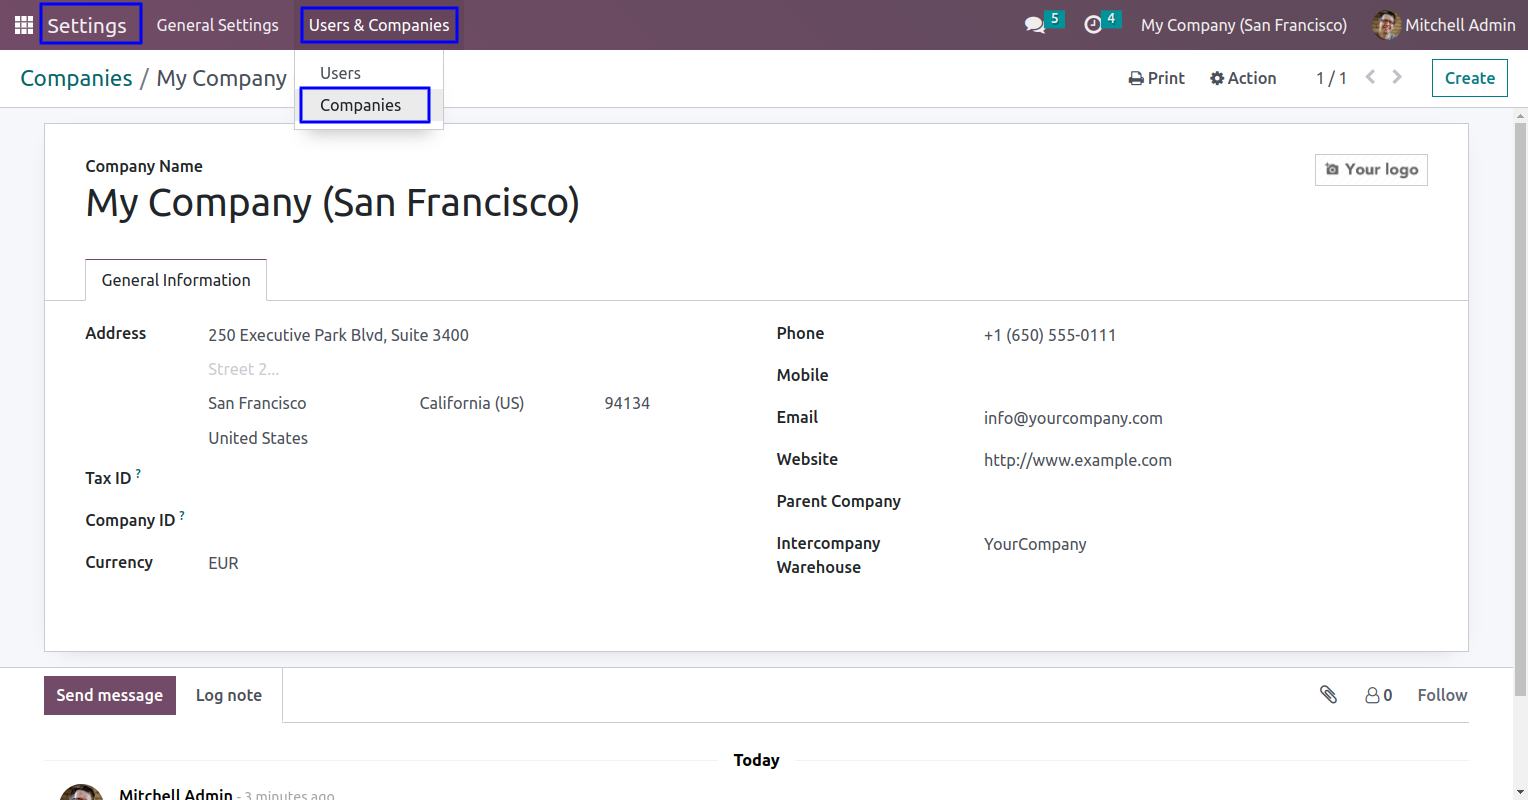 Settings General Settings Users & Companies 5 4 My Company (San Francisco) Mitchell Admin
Users
Companies
Companies / My Company Print Action 1 / 1 Create
Company Name
My Company (San Francisco)
Your logo
General Information
Address 250 Executive Park Blvd, Suite 3400
Street 2...
San Francisco California (US) 94134
United States
Tax ID ?
Company ID ?
Currency EUR
Phone +1 (650) 555-0111
Mobile
Email info@yourcompany.com
Website http://www.example.com
Parent Company
Intercompany Warehouse YourCompany
Send message Log note 0 Follow
Today
Mitchell Admin - 3 minutes ago